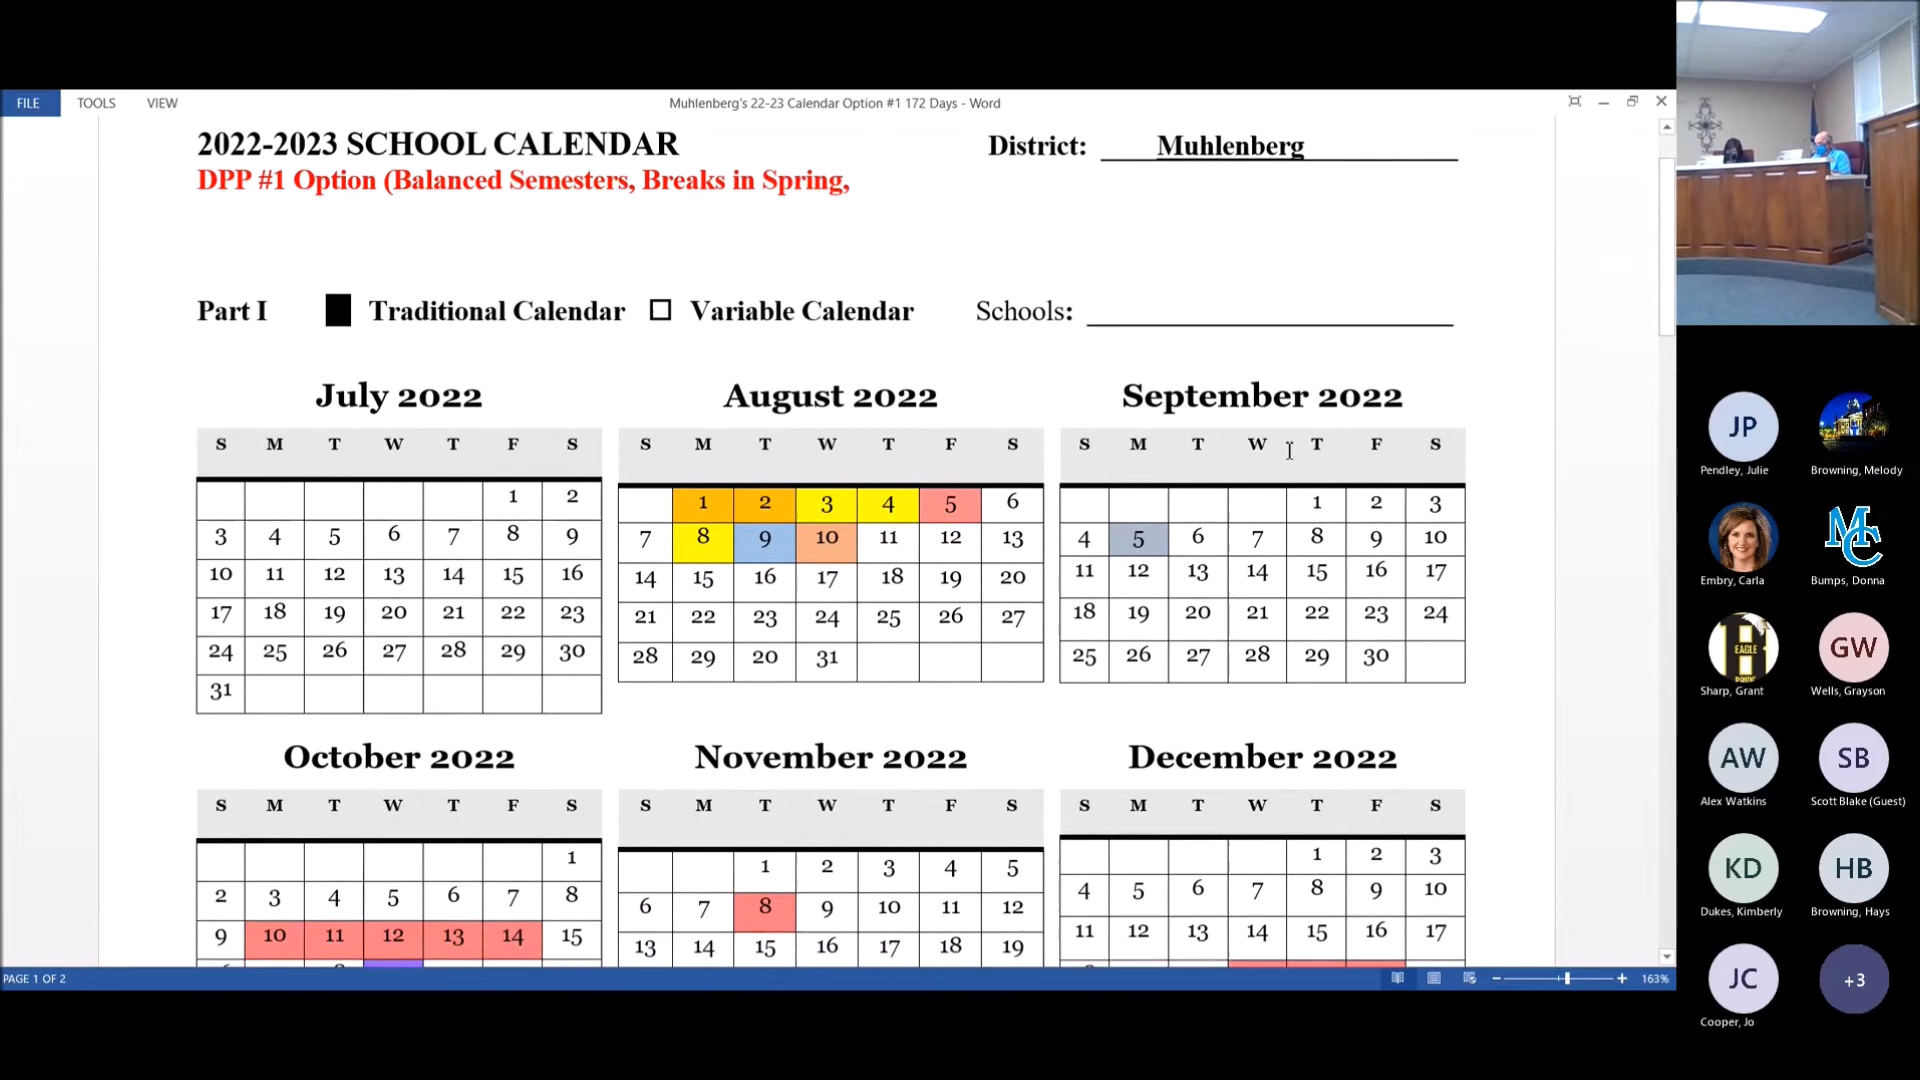 FILE TOOLS VIEW Muhlenberg's 22-23 Calendar Option #1 172 Days - Word
2022-2023 SCHOOL CALENDAR District: Muhlenberg
DPP #1 Option (Balanced Semesters, Breaks in Spring,
Part I Traditional Calendar Variable Calendar Schools:
July 2022
S M T W T F S
1 2
3 4 5 6 7 8 9
10 11 12 13 14 15 16
17 18 19 20 21 22 23
24 25 26 27 28 29 30
31
August 2022
S M T W T F S
1 2 3 4 5 6
7 8 9 10 11 12 13
14 15 16 17 18 19 20
21 22 23 24 25 26 27
28 29 20 31
September 2022
S M T W T F S
1 2 3
4 5 6 7 8 9 10
11 12 13 14 15 16 17
18 19 20 21 22 23 24
25 26 27 28 29 30
October 2022
S M T W T F S
1
2 3 4 5 6 7 8
9 10 11 12 13 14 15
November 2022
S M T W T F S
1 2 3 4 5
6 7 8 9 10 11 12
13 14 15 16 17 18 19
December 2022
S M T W T F S
1 2 3
4 5 6 7 8 9 10
11 12 13 14 15 16 17
PAGE 1 OF 2 163%
JP
Pendley, Julie Browning, Melody
MC
Embry, Carla Bumps, Donna
H EAGLE GW
Sharp, Grant Wells, Grayson
AW SB
Alex Watkins Scott Blake (Guest)
KD HB
Dukes, Kimberly Browning, Hays
JC +3
Cooper, Jo